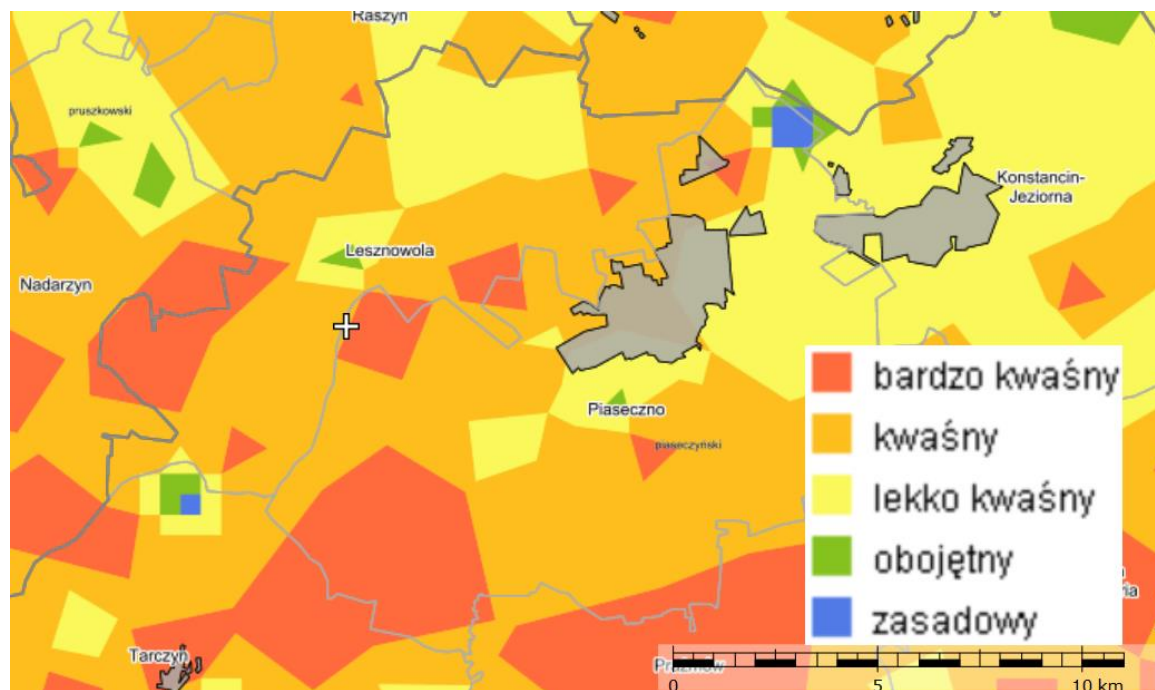 Raszyn
pruszkowski
Konstancin-
Jeziorna
Lesznowola
Nadarzyn
bardzo kwaśny
Piaseczno
kwaśny
piaseczyński
lekko kwaśny
obojętny
zasadowy
Tarczyn
Prażmów
0 5 10 km